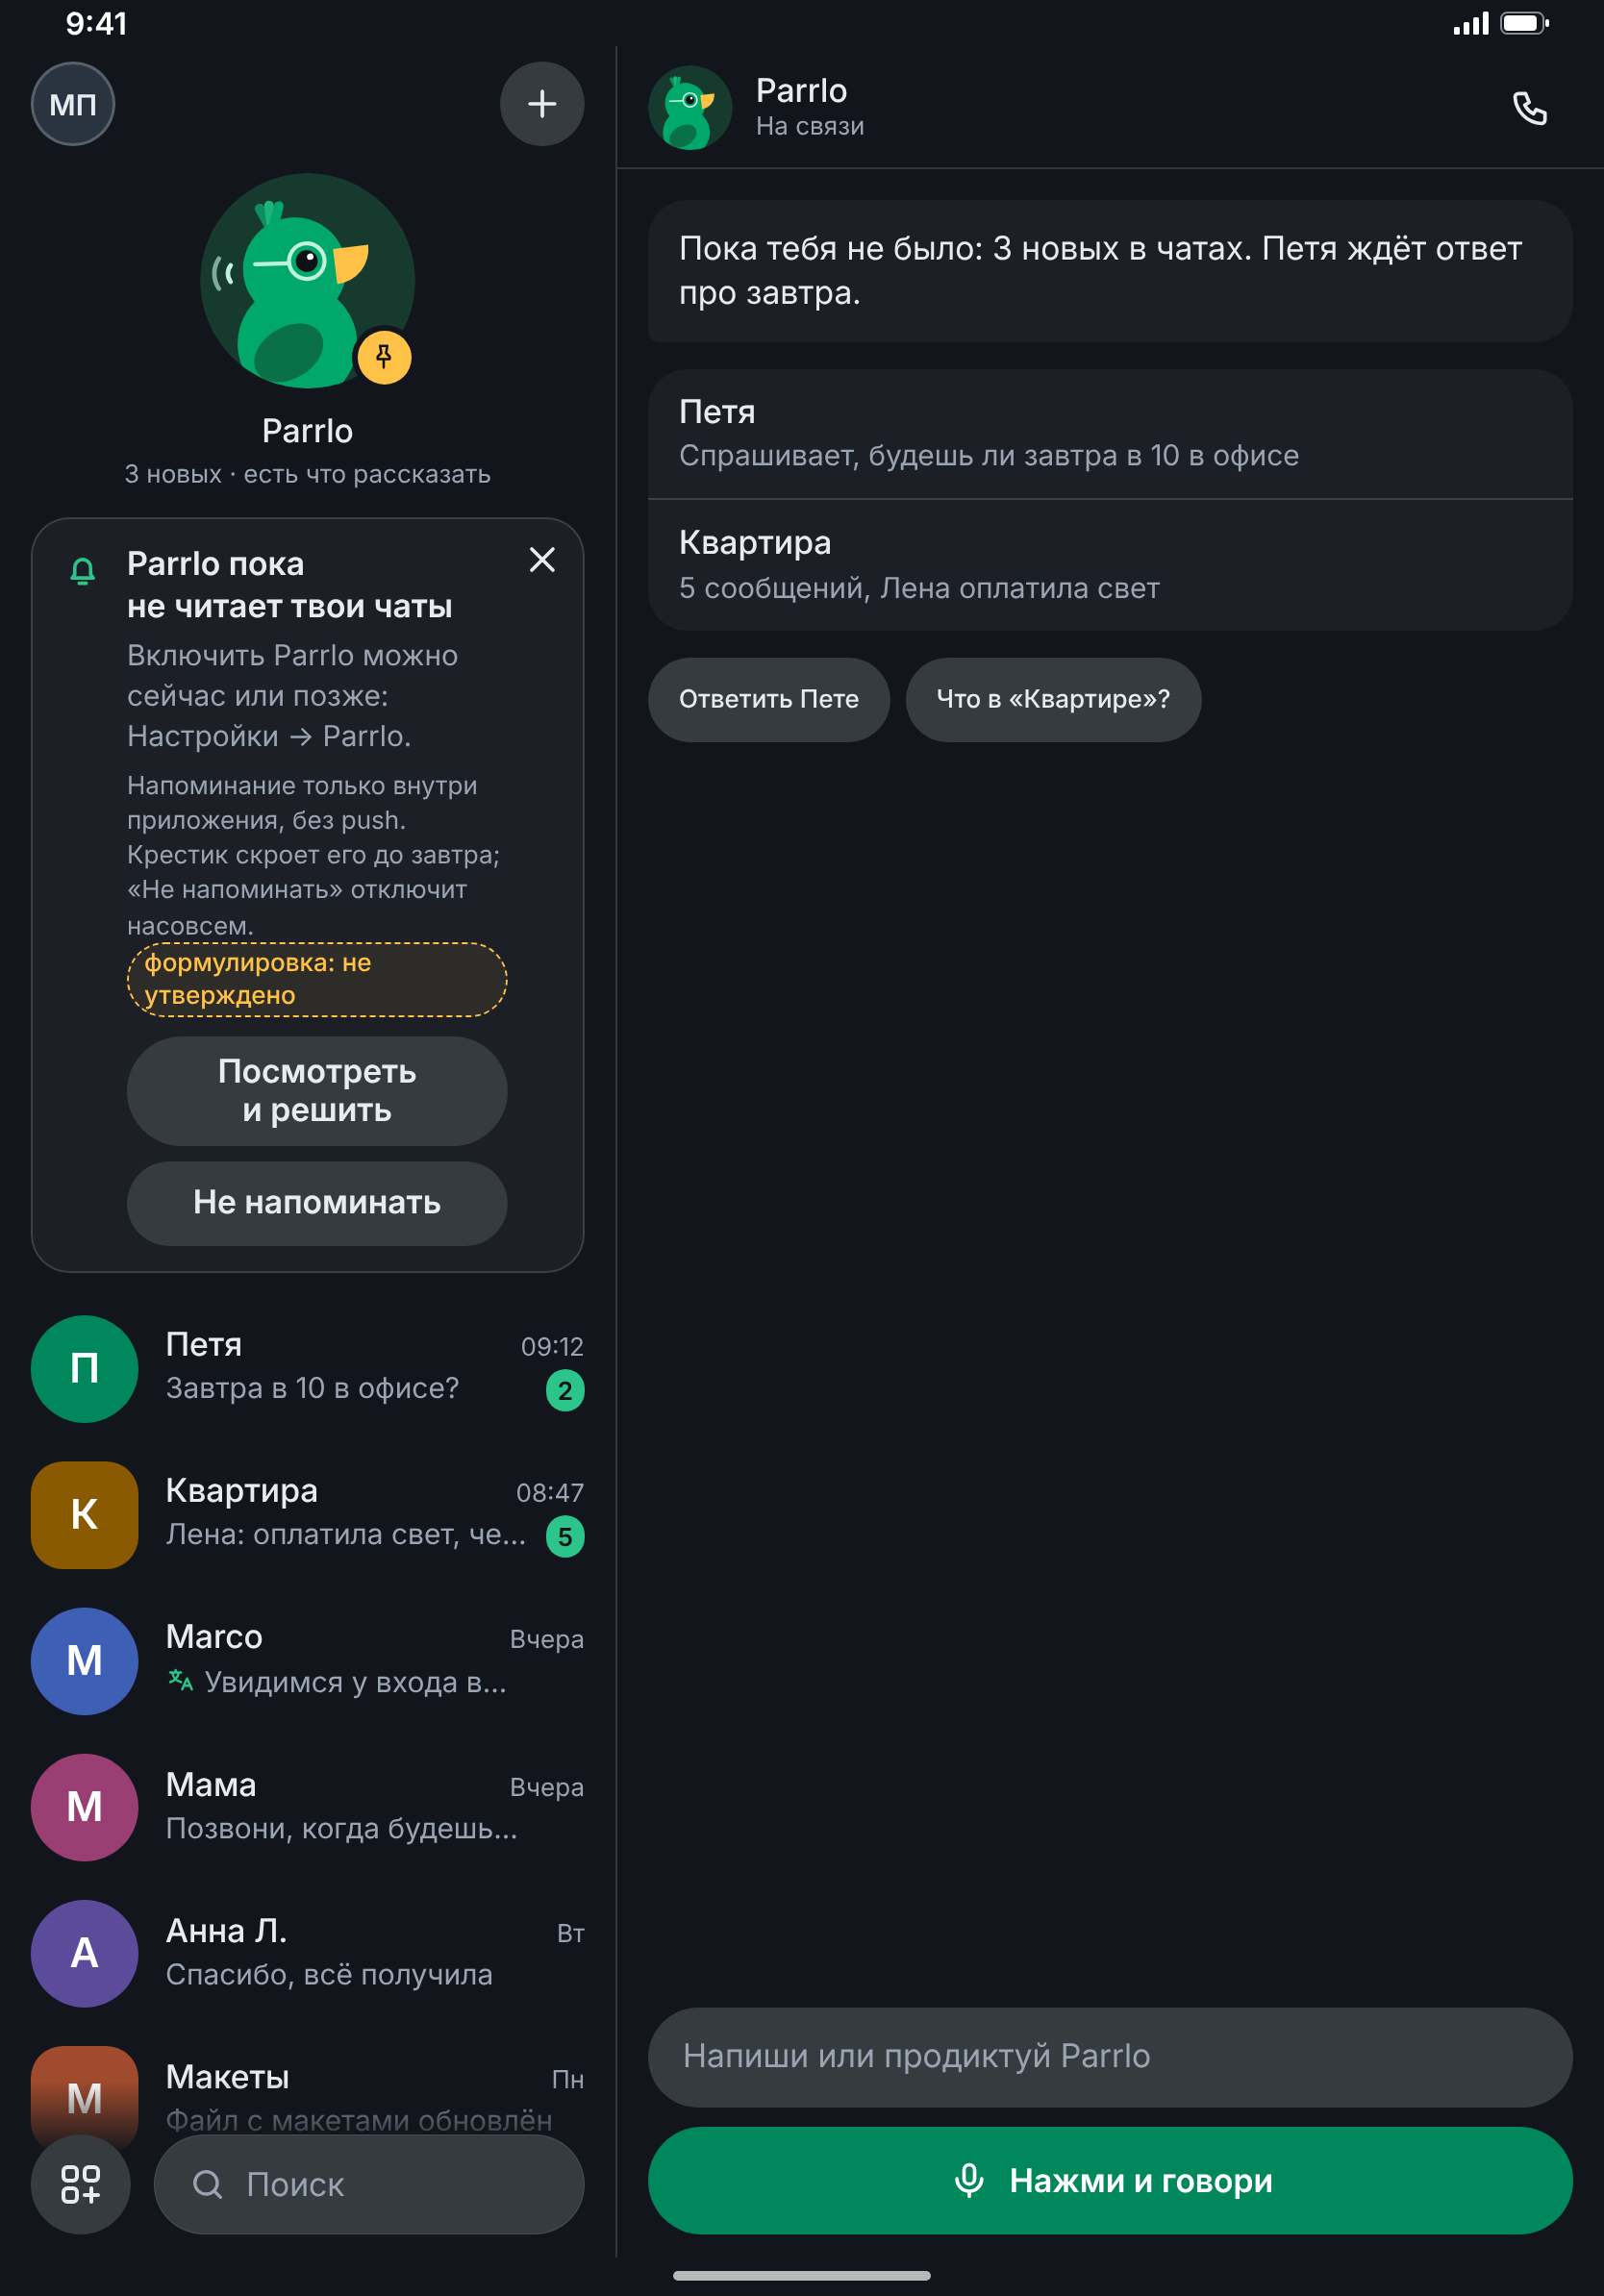 9:41
МП
Parrlo
3 новых · есть что рассказать
Parrlo пока
не читает твои чаты
Включить Parrlo можно
сейчас или позже:
Настройки → Parrlo.
Напоминание только внутри
приложения, без push.
Крестик скроет его до завтра;
«Не напоминать» отключит
насовсем.
формулировка: не
утверждено
Посмотреть
и решить
Не напоминать
П
Петя
09:12
Завтра в 10 в офисе?
2
К
Квартира
08:47
Лена: оплатила свет, че...
5
M
Marco
Вчера
Увидимся у входа в...
М
Мама
Вчера
Позвони, когда будешь...
А
Анна Л.
Вт
Спасибо, всё получила
М
Макеты
Пн
Файл с макетами обновлён
Поиск
Parrlo
На связи
Пока тебя не было: 3 новых в чатах. Петя ждёт ответ
про завтра.
Петя
Спрашивает, будешь ли завтра в 10 в офисе
Квартира
5 сообщений, Лена оплатила свет
Ответить Пете
Что в «Квартире»?
Напиши или продиктуй Parrlo
Нажми и говори